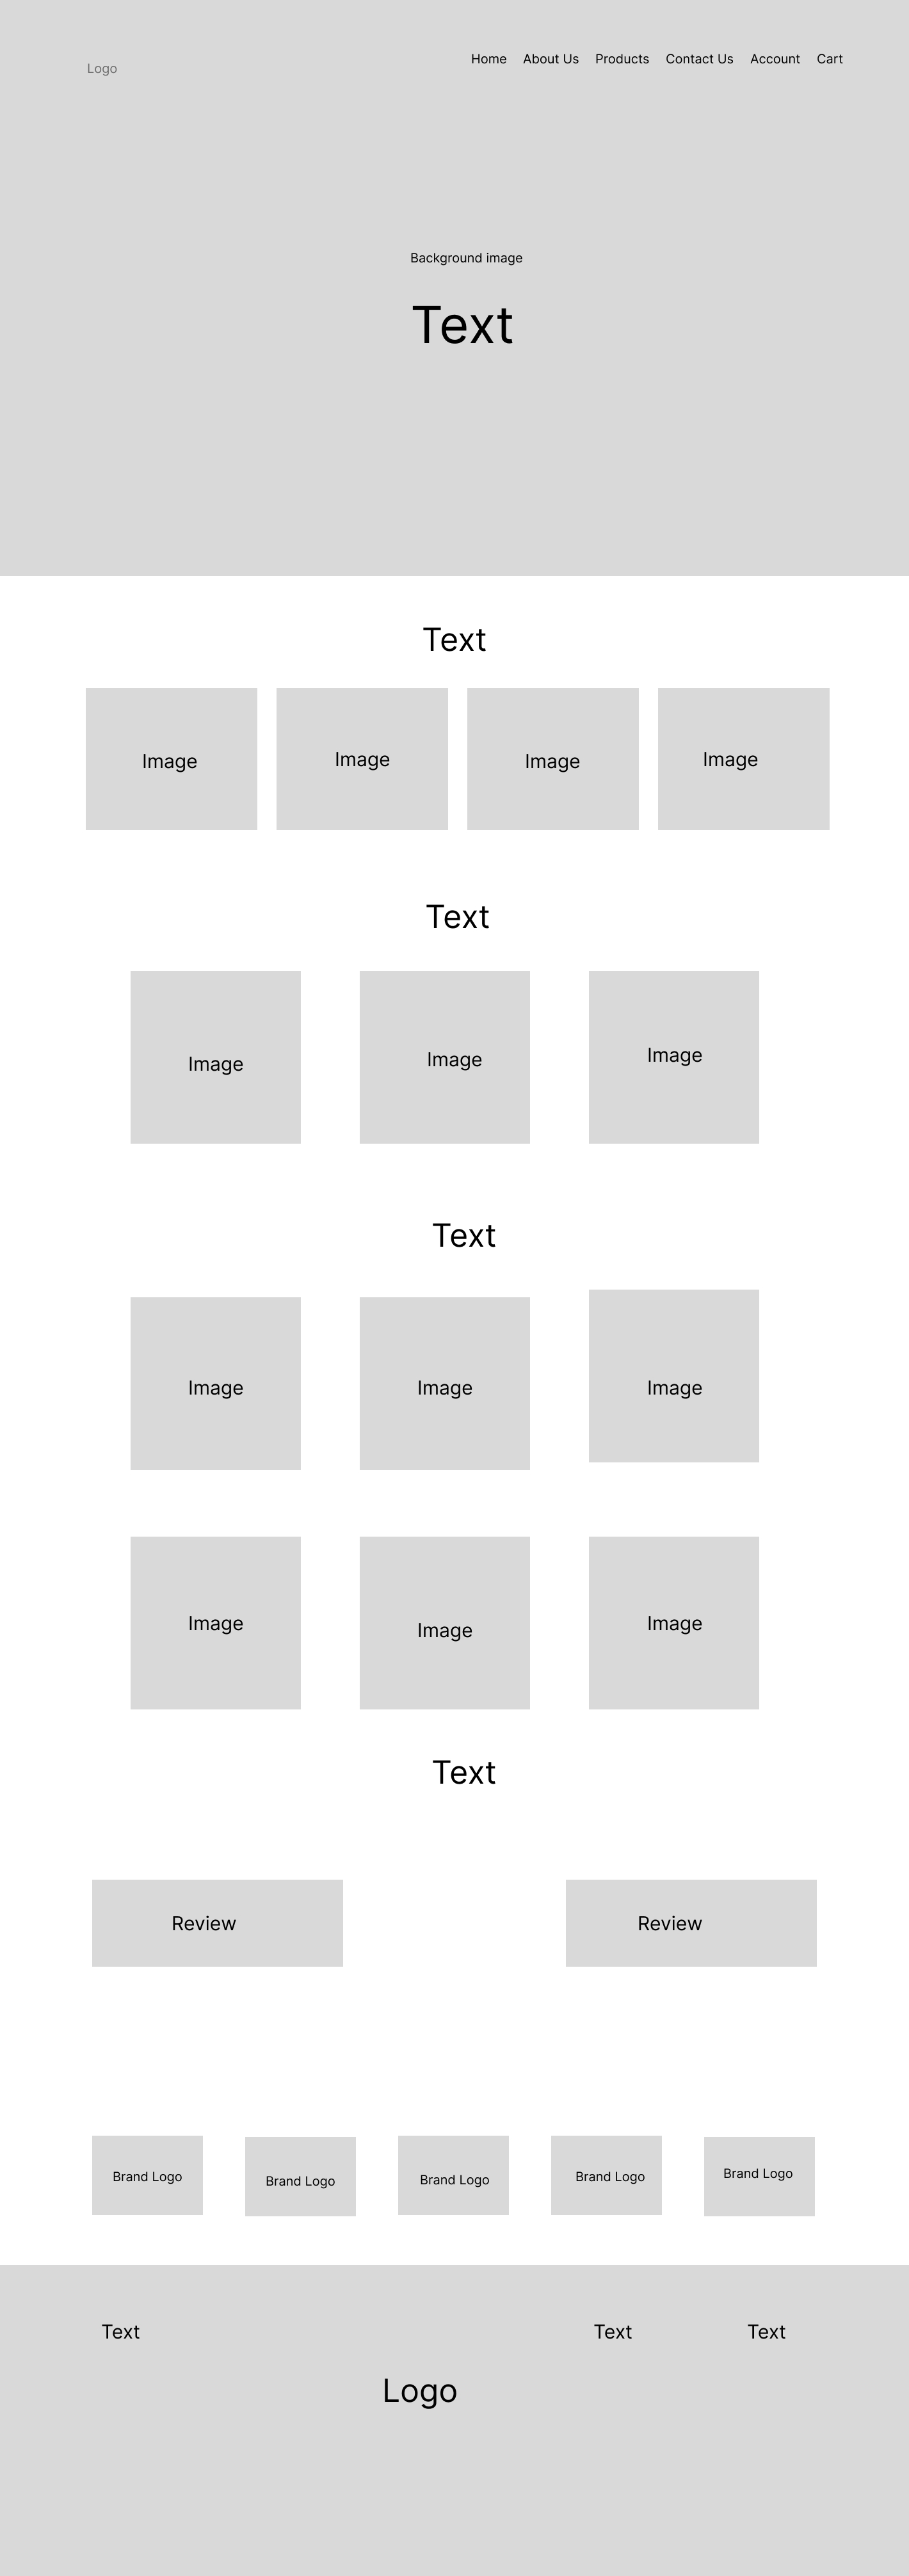 Logo
Home About Us Products Contact Us Account Cart
Background image
Text
Text
Image Image Image Image
Text
Image Image Image
Text
Image Image Image
Image Image Image
Text
Review Review
Brand Logo Brand Logo Brand Logo Brand Logo Brand Logo
Text Text Text
Logo